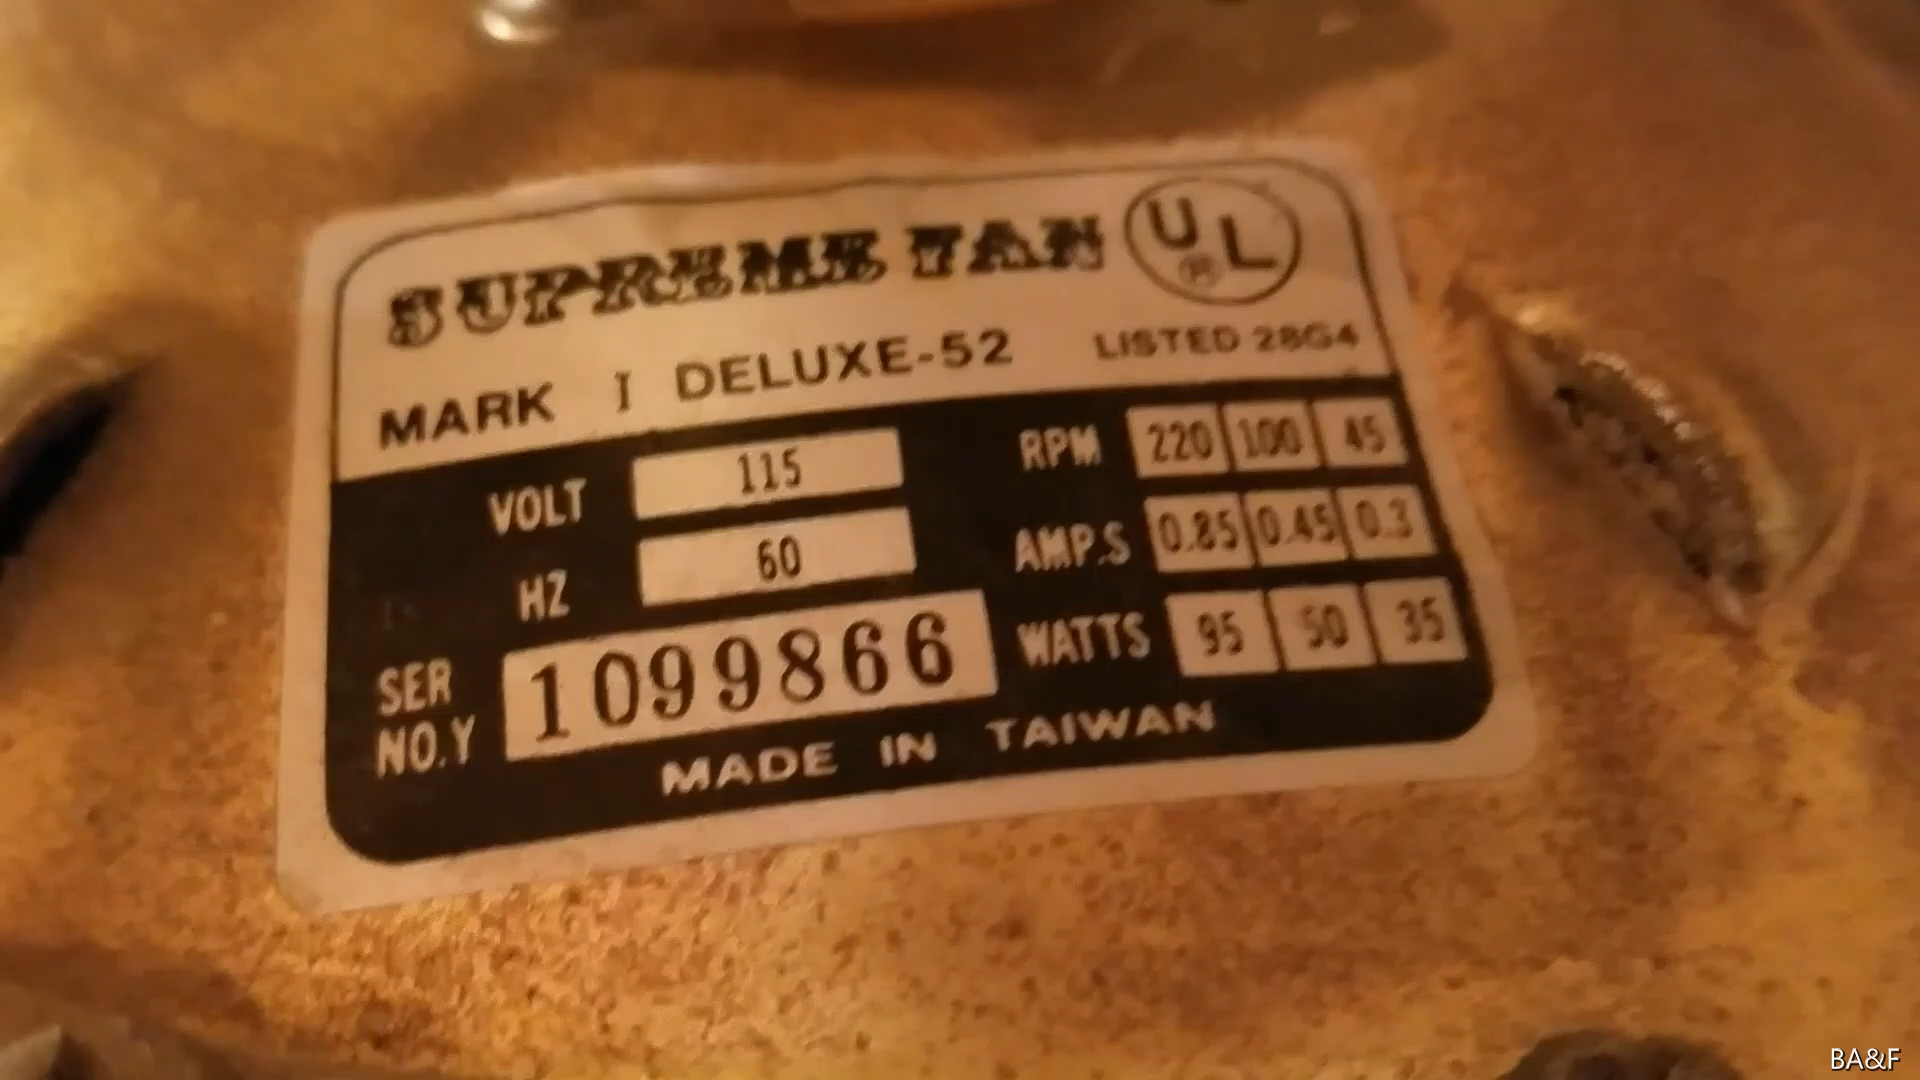 SUPREME FAN
U L ®
MARK I DELUXE-52 LISTED 28G4
VOLT 115
HZ 60
SER NO.Y 1099866
RPM 220 100 45
AMP.S 0.85 0.45 0.3
WATTS 95 50 35
MADE IN TAIWAN
BA&F